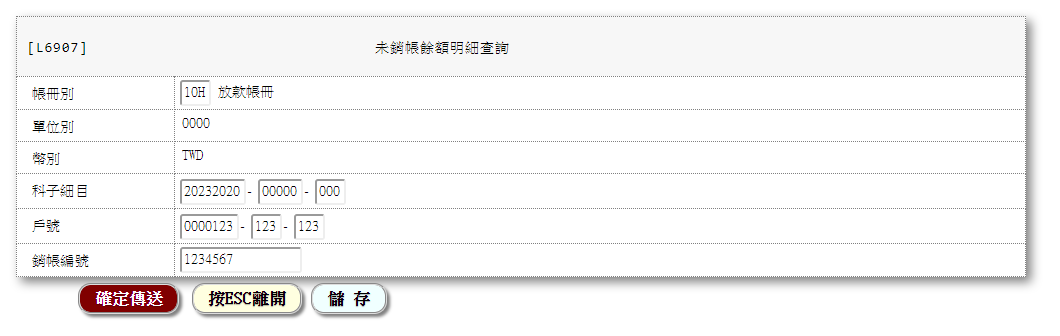 [L6907] 未銷帳餘額明細查詢
帳冊別 10H 放款帳冊
單位別 0000
幣別 TWD
科子細目 20232020 - 00000 - 000
戶號 0000123 - 123 - 123
銷帳編號 1234567
確定傳送 按ESC離開 儲 存